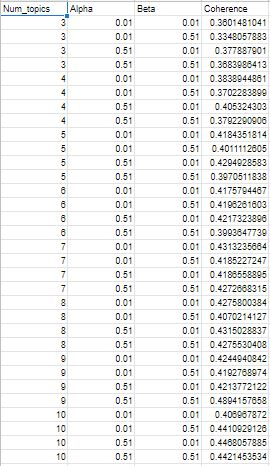 Num_topics Alpha Beta Coherence
3 0.01 0.01 0.3601481041
3 0.01 0.51 0.3348057883
3 0.51 0.01 0.377887901
3 0.51 0.51 0.3683986413
4 0.01 0.01 0.3838944861
4 0.01 0.51 0.3702283899
4 0.51 0.01 0.405324303
4 0.51 0.51 0.3792290906
5 0.01 0.01 0.4184351814
5 0.01 0.51 0.4011112605
5 0.51 0.01 0.4294928583
5 0.51 0.51 0.3970511838
6 0.01 0.01 0.4175794467
6 0.01 0.51 0.4196261603
6 0.51 0.01 0.4217323896
6 0.51 0.51 0.3993647739
7 0.01 0.01 0.4313235664
7 0.01 0.51 0.4185227247
7 0.51 0.01 0.4186558895
7 0.51 0.51 0.4272668315
8 0.01 0.01 0.4275800384
8 0.01 0.51 0.4070214127
8 0.51 0.01 0.4315028837
8 0.51 0.51 0.4275530408
9 0.01 0.01 0.4244940842
9 0.01 0.51 0.4192768974
9 0.51 0.01 0.4213772122
9 0.51 0.51 0.4894157658
10 0.01 0.01 0.406967872
10 0.01 0.51 0.4410929126
10 0.51 0.01 0.4468057885
10 0.51 0.51 0.4421453534